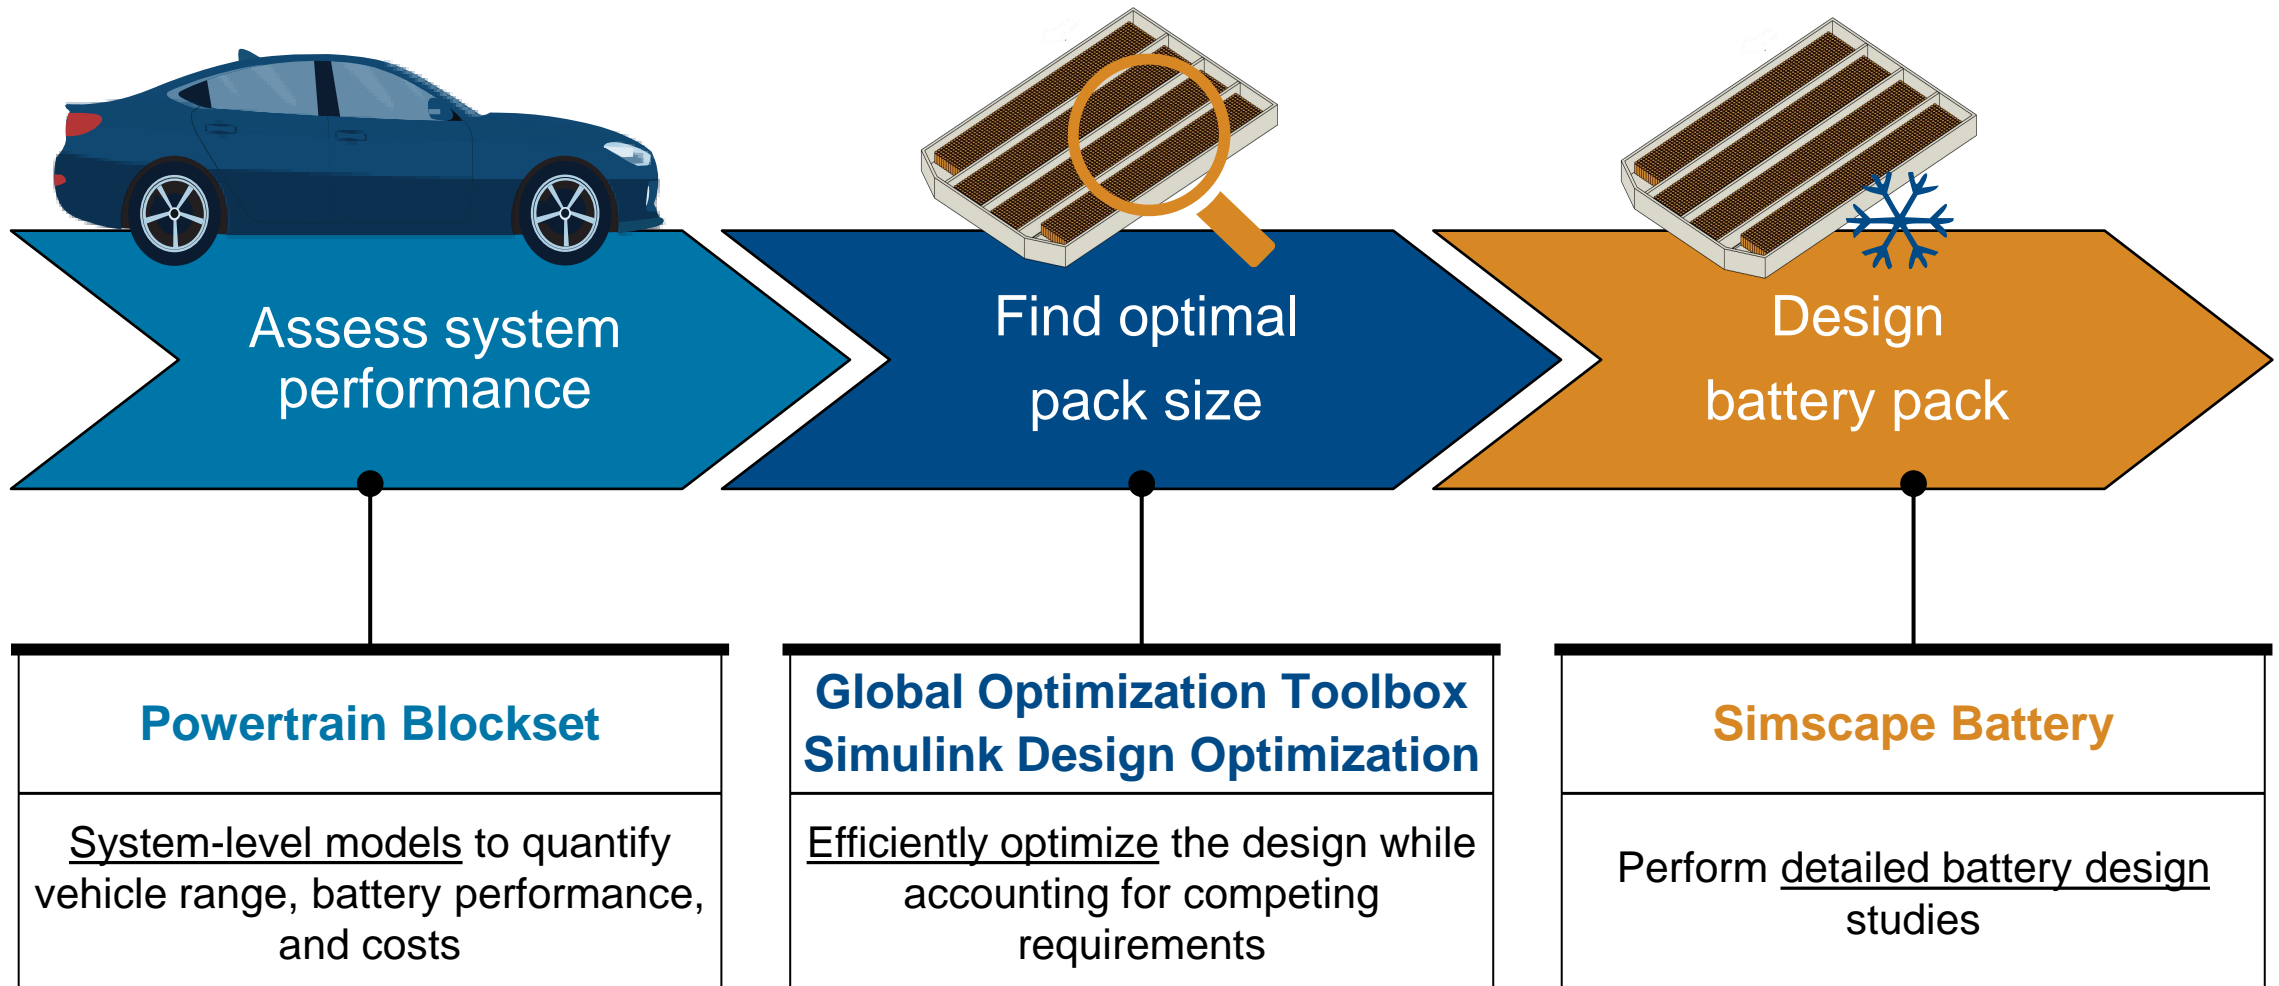 Assess system
performance
Find optimal
pack size
Design
battery pack
Powertrain Blockset
System-level models to quantify
vehicle range, battery performance,
and costs
Global Optimization Toolbox
Simulink Design Optimization
Efficiently optimize the design while
accounting for competing
requirements
Simscape Battery
Perform detailed battery design
studies